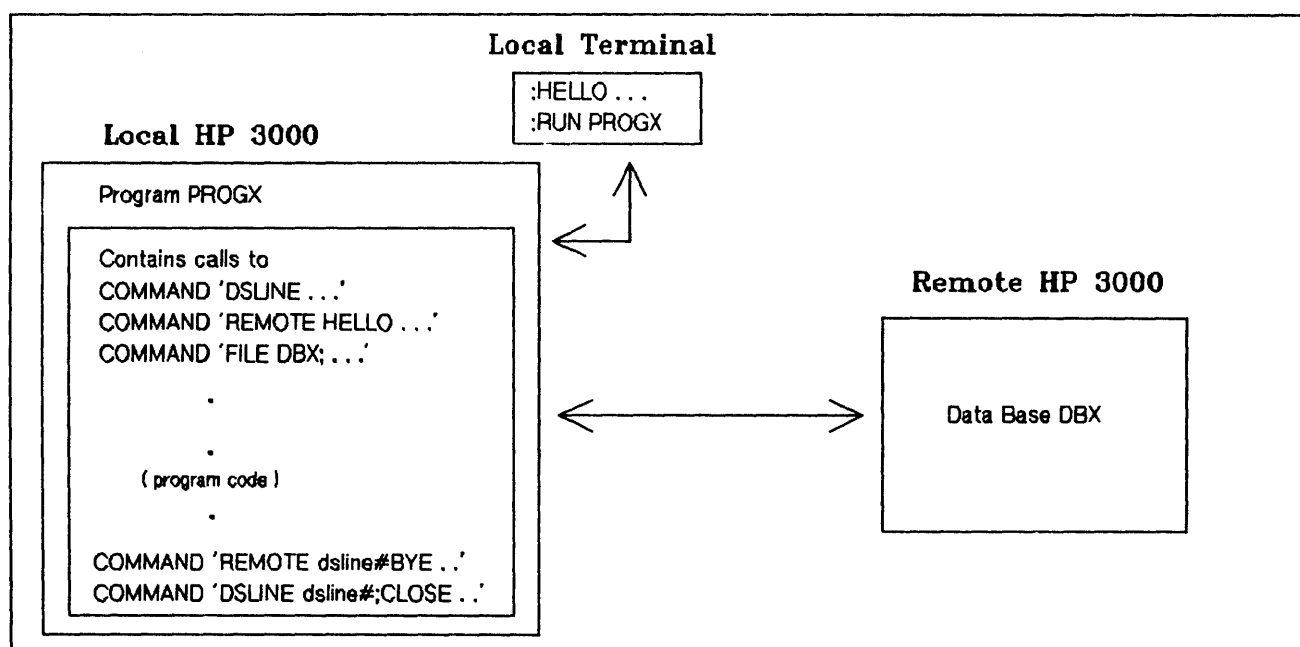 Local Terminal
:HELLO . . .
:RUN PROGX
Local HP 3000
Program PROGX
Contains calls to
COMMAND 'DSLINE . . .'
COMMAND 'REMOTE HELLO . . .'
COMMAND 'FILE DBX; . . .'
.
.
( program code )
.
COMMAND 'REMOTE dsline#BYE . .'
COMMAND 'DSLINE dsline#;CLOSE . .'
Remote HP 3000
Data Base DBX